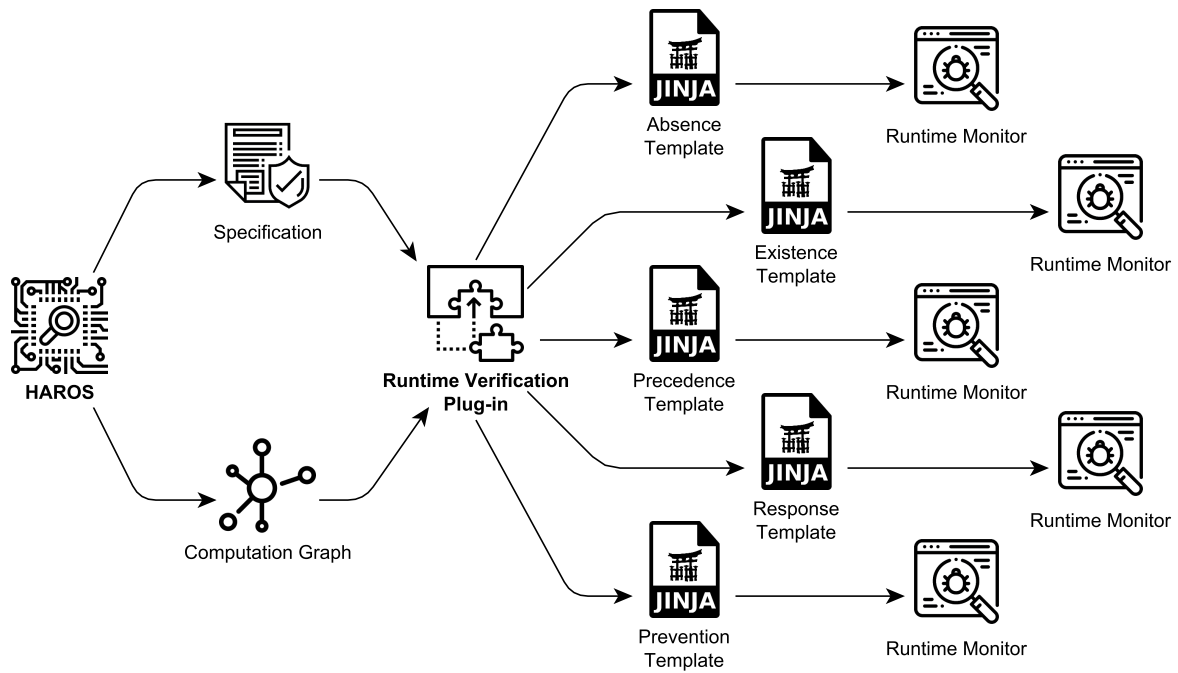 JINJA
Absence
Template
Runtime Monitor
JINJA
Existence
Template
Runtime Monitor
Specification
HAROS
Runtime Verification
Plug-in
JINJA
Precedence
Template
Runtime Monitor
JINJA
Response
Template
Runtime Monitor
Computation Graph
JINJA
Prevention
Template
Runtime Monitor